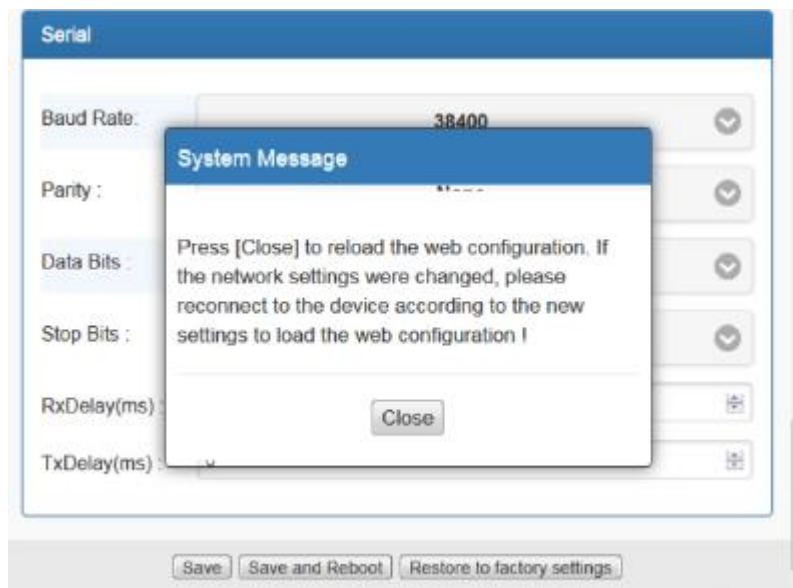 Serial
Baud Rate:
38400
System Message
Parity :
Press [Close] to reload the web configuration. If
the network settings were changed, please
reconnect to the device according to the new
settings to load the web configuration !
Data Bits :
Stop Bits :
RxDelay(ms) :
Close
TxDelay(ms) :
Save
Save and Reboot
Restore to factory settings